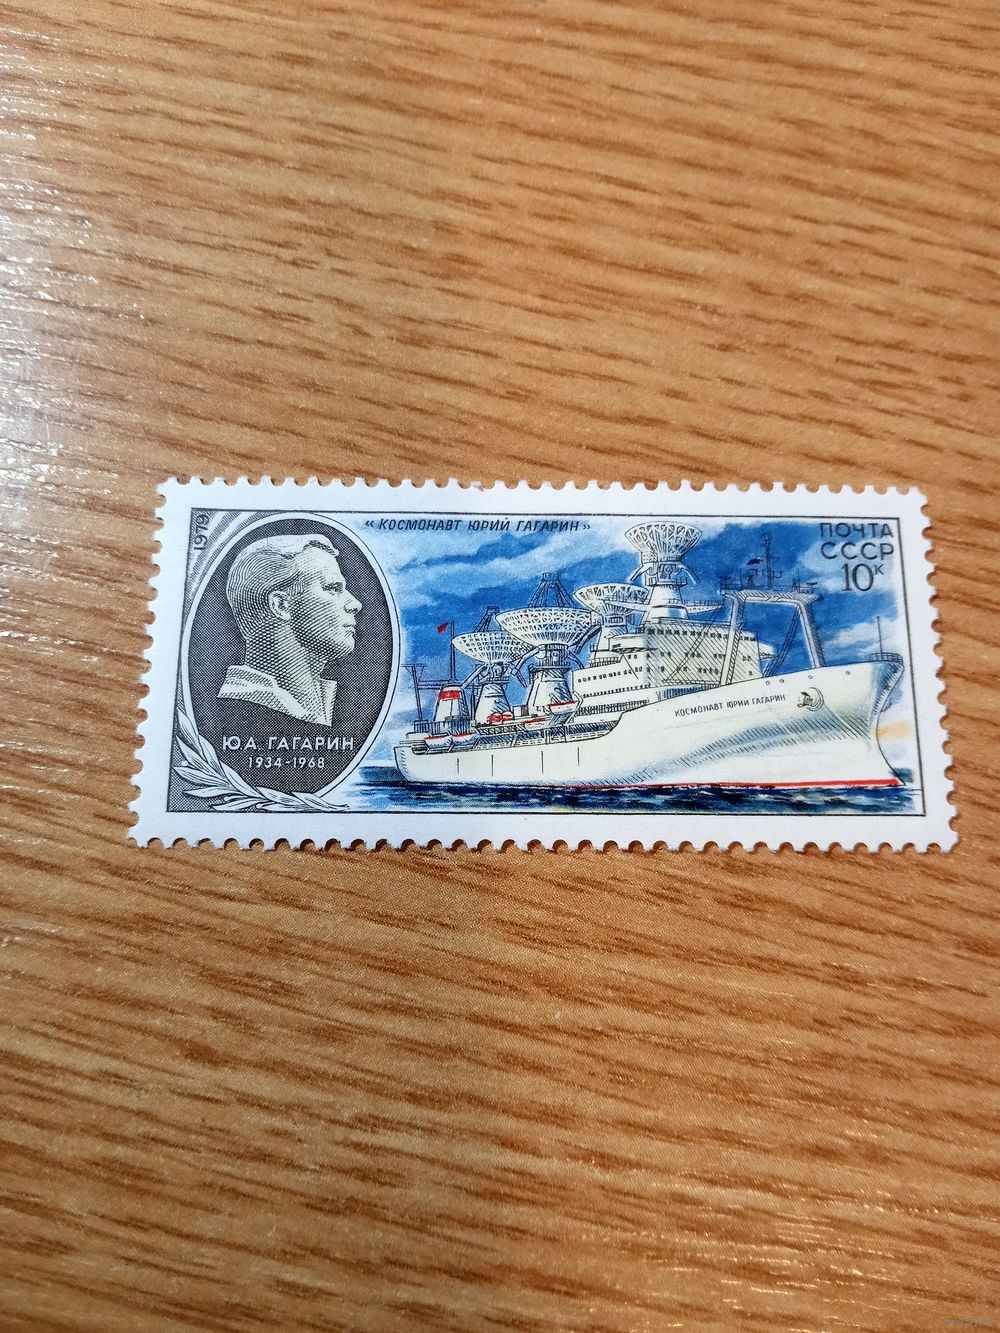 1979
« КОСМОНАВТ ЮРИЙ ГАГАРИН »
ПОЧТА
СССР
10К
КОСМОНАВТ ЮРИЙ ГАГАРИН
Ю.А. ГАГАРИН
1934-1968